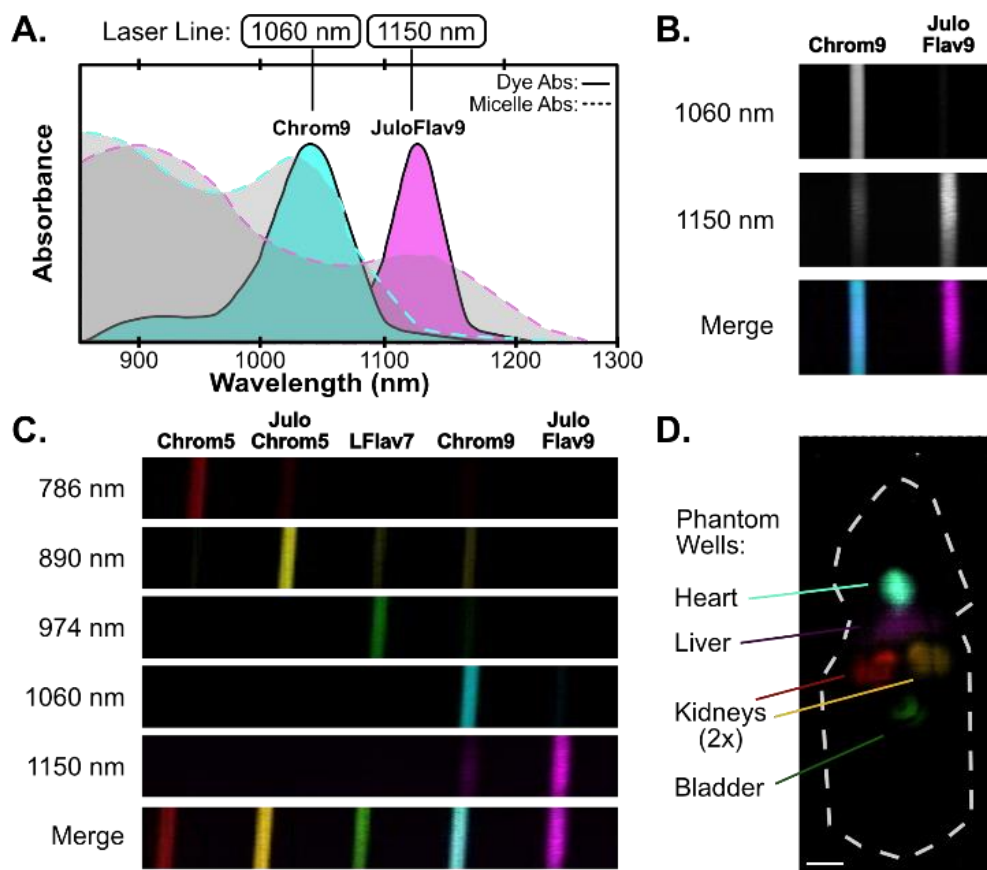 A.
Laser Line: 1060 nm 1150 nm
Dye Abs:
Micelle Abs:
Chrom9 JuloFlav9
Absorbance
900 1000 1100 1200 1300
Wavelength (nm)
B.
Chrom9 Julo
Flav9
1060 nm
1150 nm
Merge
C.
Chrom5 Julo
Chrom5 LFlav7 Chrom9 Julo
Flav9
786 nm
890 nm
974 nm
1060 nm
1150 nm
Merge
D.
Phantom
Wells:
Heart
Liver
Kidneys
(2x)
Bladder